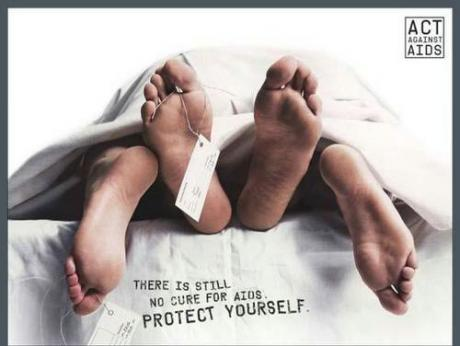 ACT
AGAINST
AIDS
THERE IS STILL
NO CURE FOR AIDS.
PROTECT YOURSELF.